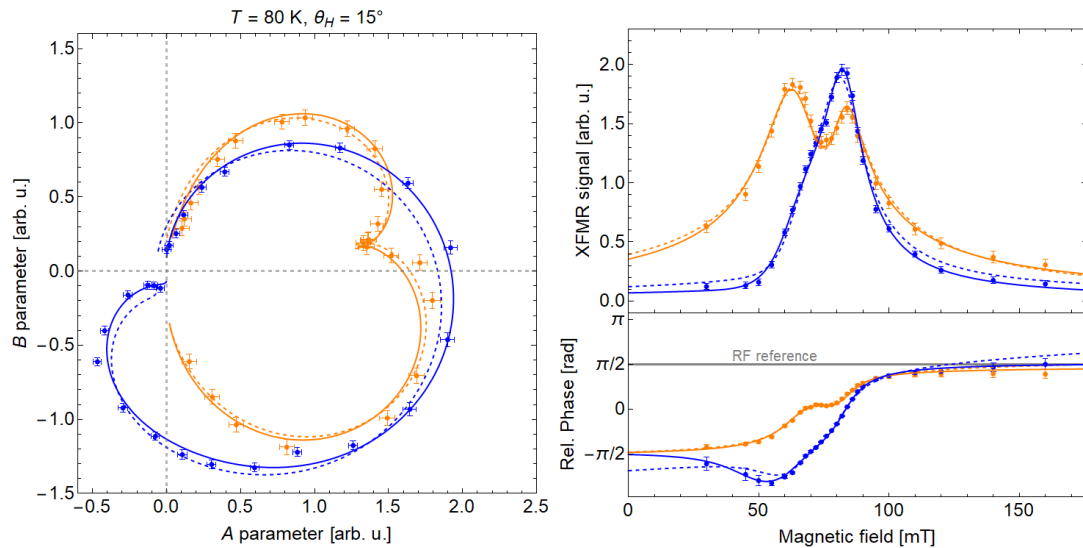 T = 80 K, θ_H = 15°
B parameter [arb. u.]
1.5
1.0
0.5
0.0
−0.5
−1.0
−1.5
−0.5 0.0 0.5 1.0 1.5 2.0 2.5
A parameter [arb. u.]
XFMR signal [arb. u.]
2.0
1.5
1.0
0.5
0.0
Rel. Phase [rad]
π
π/2
0
−π/2
RF reference
0 50 100 150
Magnetic field [mT]